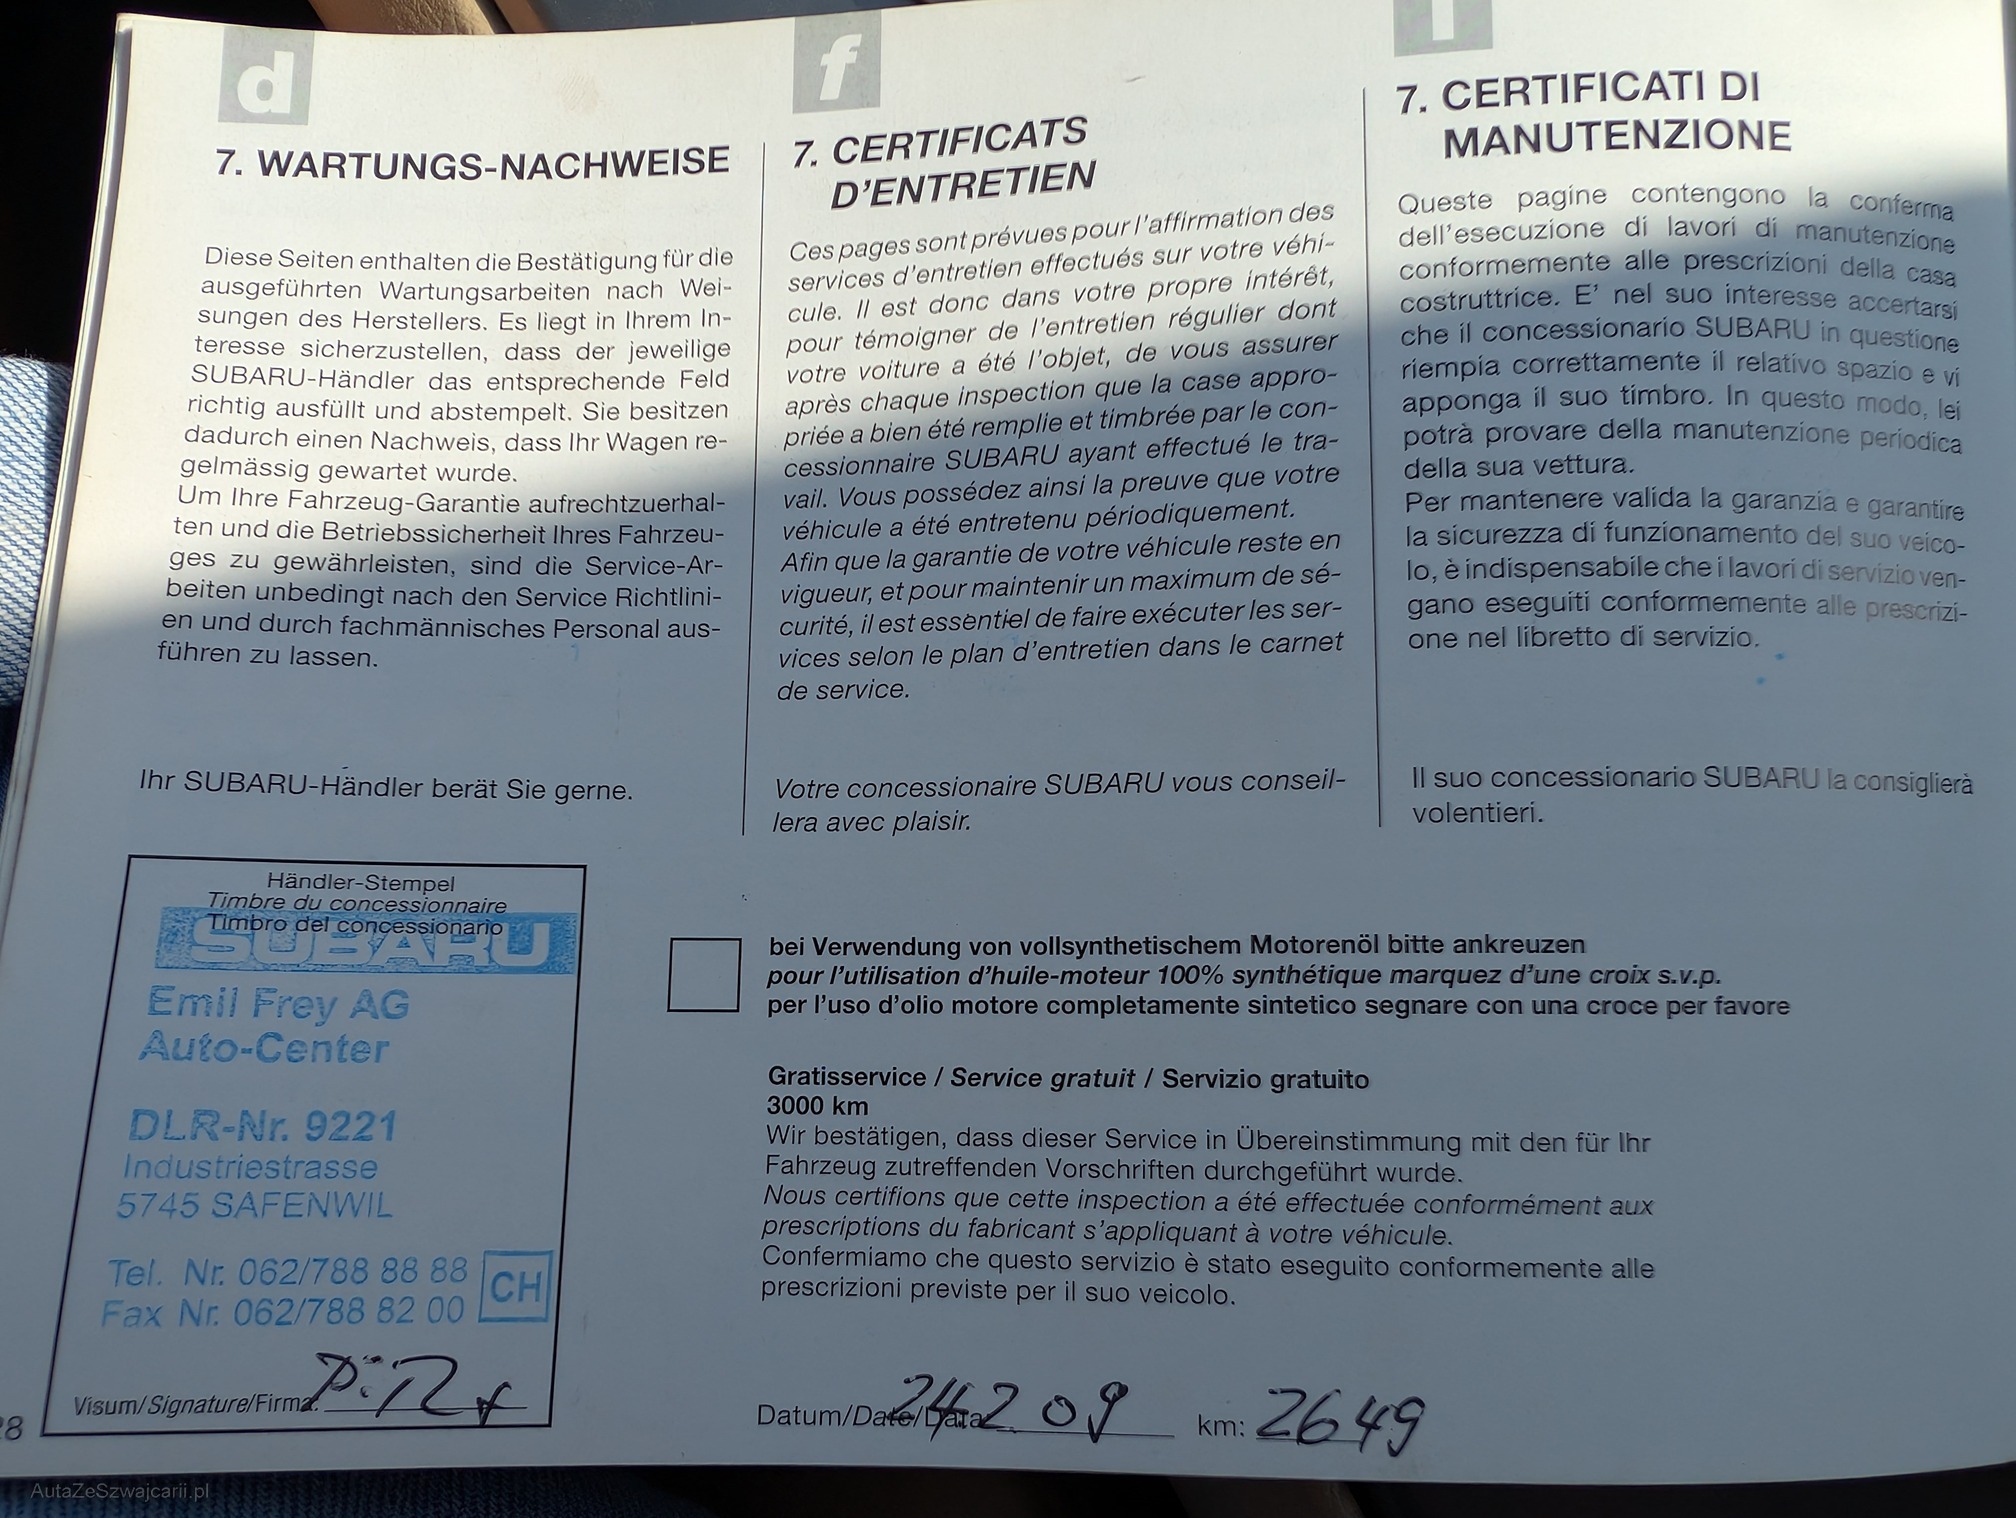 d
7. WARTUNGS-NACHWEISE
Diese Seiten enthalten die Bestätigung für die
ausgeführten Wartungsarbeiten nach Wei-
sungen des Herstellers. Es liegt in Ihrem In-
teresse sicherzustellen, dass der jeweilige
SUBARU-Händler das entsprechende Feld
richtig ausfüllt und abstempelt. Sie besitzen
dadurch einen Nachweis, dass Ihr Wagen re-
gelmässig gewartet wurde.
Um Ihre Fahrzeug-Garantie aufrechtzuerhal-
ten und die Betriebssicherheit Ihres Fahrzeu-
ges zu gewährleisten, sind die Service-Ar-
beiten unbedingt nach den Service Richtlini-
en und durch fachmännisches Personal aus-
führen zu lassen.
Ihr SUBARU-Händler berät Sie gerne.
f
7. CERTIFICATS
D'ENTRETIEN
Ces pages sont prévues pour l'affirmation des
services d'entretien effectués sur votre véhi-
cule. Il est donc dans votre propre intérêt,
pour témoigner de l'entretien régulier dont
votre voiture a été l'objet, de vous assurer
après chaque inspection que la case appro-
priée a bien été remplie et timbrée par le con-
cessionnaire SUBARU ayant effectué le tra-
vail. Vous possédez ainsi la preuve que votre
véhicule a été entretenu périodiquement.
Afin que la garantie de votre véhicule reste en
vigueur, et pour maintenir un maximum de sé-
curité, il est essentiel de faire exécuter les ser-
vices selon le plan d'entretien dans le carnet
de service.
Votre concessionaire SUBARU vous conseil-
lera avec plaisir.
7. CERTIFICATI DI
MANUTENZIONE
Queste pagine contengono la conferma
dell'esecuzione di lavori di manutenzione
conformemente alle prescrizioni della casa
costruttrice. E' nel suo interesse accertarsi
che il concessionario SUBARU in questione
riempia correttamente il relativo spazio e vi
apponga il suo timbro. In questo modo, lei
potrà provare della manutenzione periodica
della sua vettura.
Per mantenere valida la garanzia e garantire
la sicurezza di funzionamento del suo veico-
lo, è indispensabile che i lavori di servizio ven-
gano eseguiti conformemente alle prescrizi-
one nel libretto di servizio.
Il suo concessionario SUBARU la consiglierà
volentieri.
Händler-Stempel
Timbre du concessionnaire
Timbro del concessionario
SUBARU
Emil Frey AG
Auto-Center
DLR-Nr. 9221
Industriestrasse
5745 SAFENWIL
Tel. Nr. 062/788 88 88
Fax Nr. 062/788 82 00
CH
Visum/Signature/Firma:
bei Verwendung von vollsynthetischem Motorenöl bitte ankreuzen
pour l'utilisation d'huile-moteur 100% synthétique marquez d'une croix s.v.p.
per l'uso d'olio motore completamente sintetico segnare con una croce per favore
Gratisservice / Service gratuit / Servizio gratuito
3000 km
Wir bestätigen, dass dieser Service in Übereinstimmung mit den für Ihr
Fahrzeug zutreffenden Vorschriften durchgeführt wurde.
Nous certifions que cette inspection a été effectuée conformément aux
prescriptions du fabricant s'appliquant à votre véhicule.
Confermiamo che questo servizio è stato eseguito conformemente alle
prescrizioni previste per il suo veicolo.
Datum/Date/Data 24.2 09 km: 2649
AutaZeSzwajcarii.pl